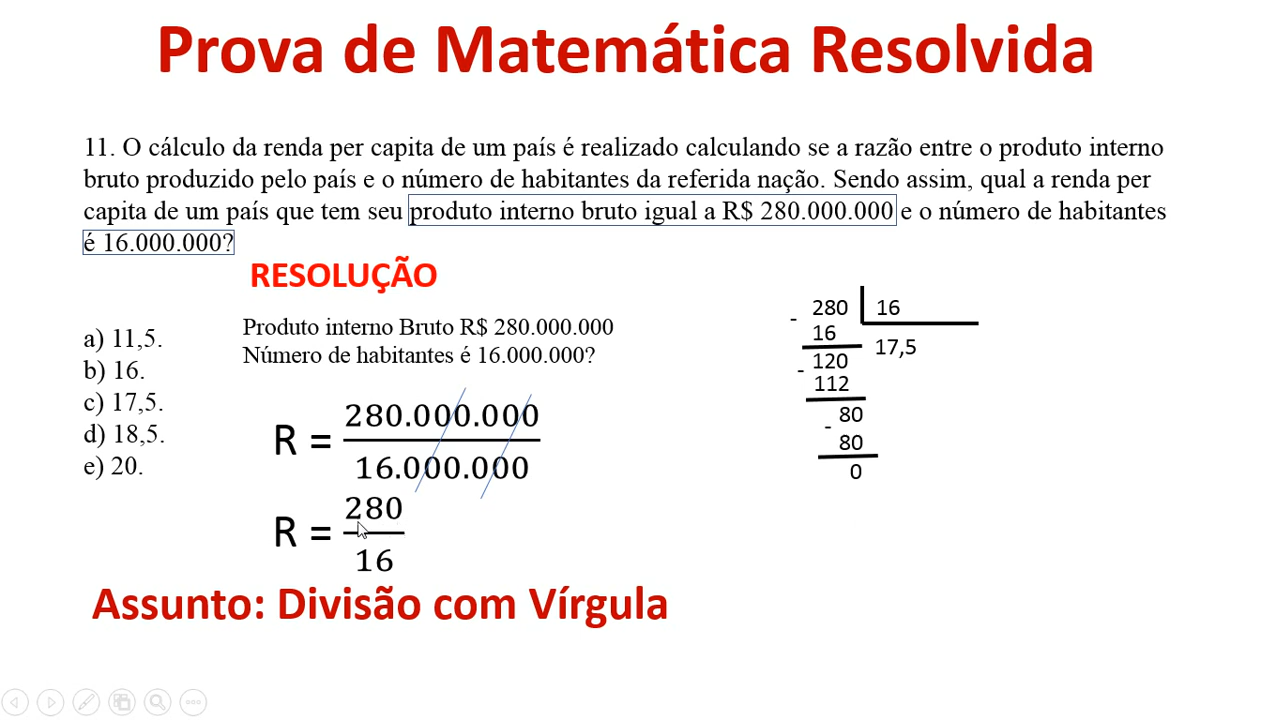 Prova de Matemática Resolvida
11. O cálculo da renda per capita de um país é realizado calculando se a razão entre o produto interno
bruto produzido pelo país e o número de habitantes da referida nação. Sendo assim, qual a renda per
capita de um país que tem seu produto interno bruto igual a R$ 280.000.000 e o número de habitantes
é 16.000.000?
RESOLUÇÃO
a) 11,5.
b) 16.
c) 17,5.
d) 18,5.
e) 20.
Produto interno Bruto R$ 280.000.000
Número de habitantes é 16.000.000?
280.000.000
R =
16.000.000
280
R =
16
280 16
- 
16
17,5
120
-
112
80
-
80
0
Assunto: Divisão com Vírgula